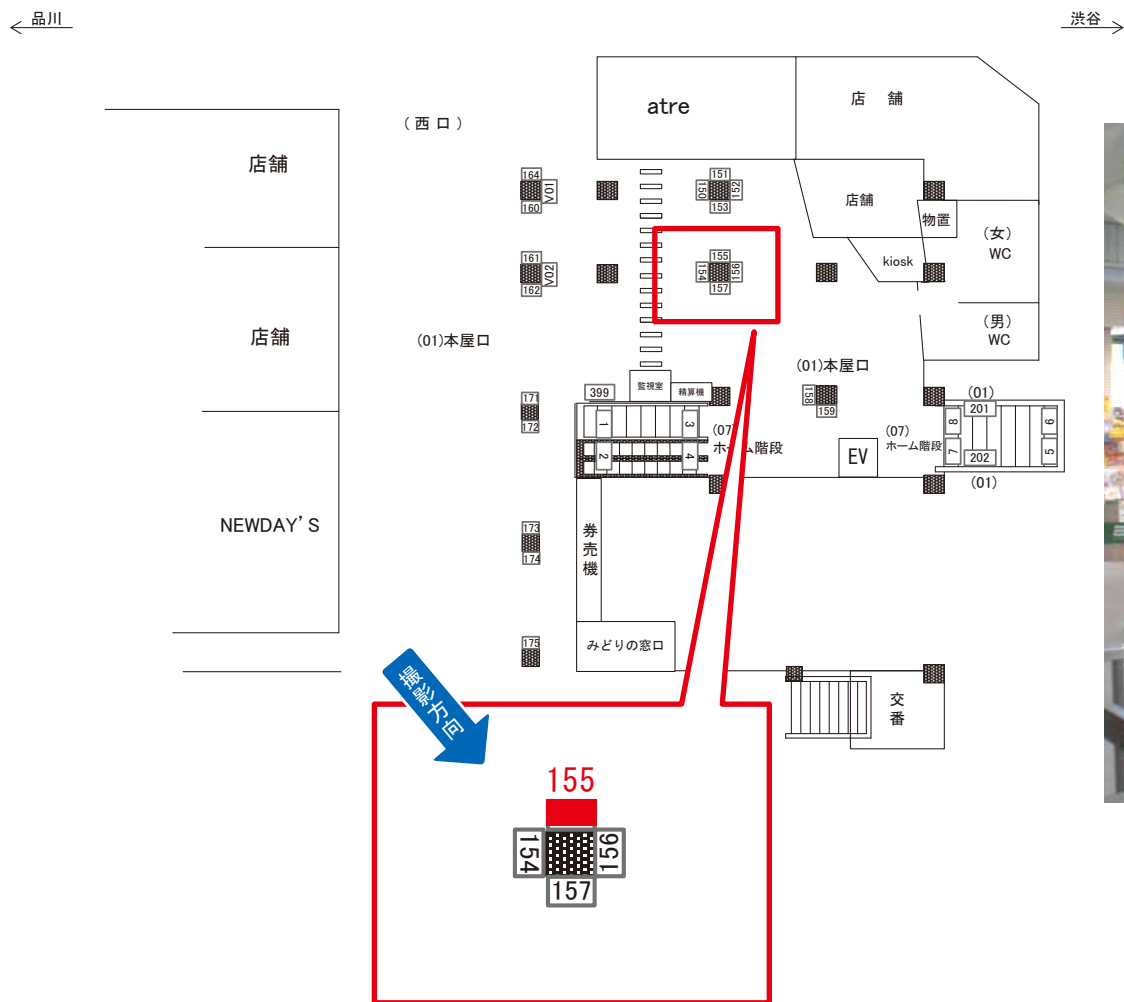 品川
渋谷
(西口)
atre
店 舗
店舗
164
V01
160
151
150
152
153
店舗
物置
(女)
WC
161
V02
162
155
154
156
157
kiosk
店舗
(01)本屋口
(男)
WC
(01)本屋口
監視室
精算機
399
158
159
171
172
1
3
2
4
(07)
ホーム階段
EV
(07)
ホーム階段
(01)
201
8
6
7
5
202
(01)
NEWDAY'S
173
174
券売機
175
みどりの窓口
交番
撮影方向
155
154
156
157